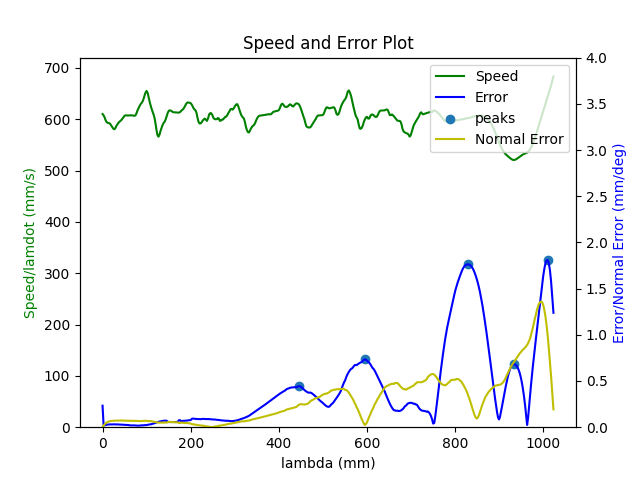 Speed and Error Plot
700
600
500
400
300
200
100
0
Speed/lamdot (mm/s)
Speed
Error
peaks
Normal Error
4.0
3.5
3.0
2.5
2.0
1.5
1.0
0.5
0.0
Error/Normal Error (mm/deg)
0 200 400 600 800 1000
lambda (mm)